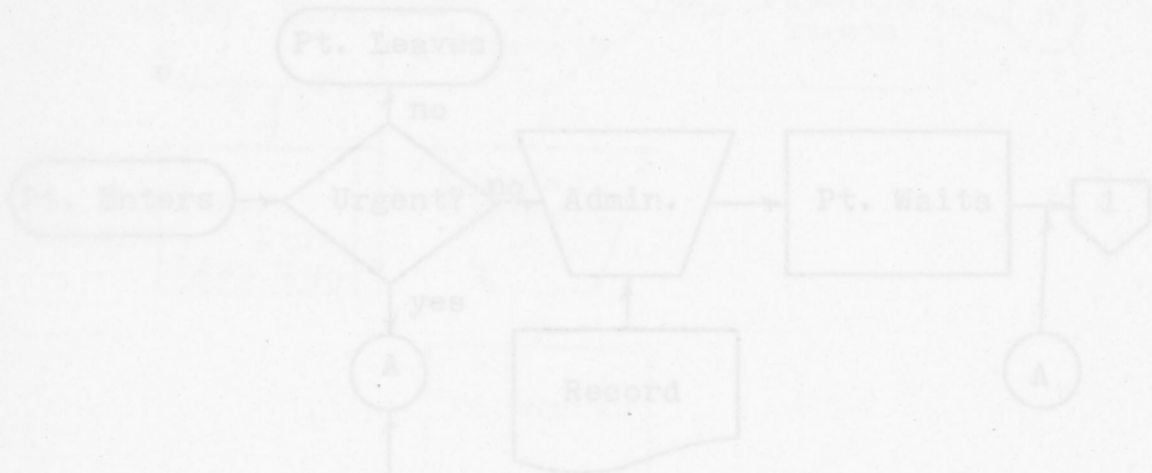 Pt. Leaves
no
Pt. Enters
Urgent?
no
Admin.
Pt. Waits
1
yes
A
Record
A